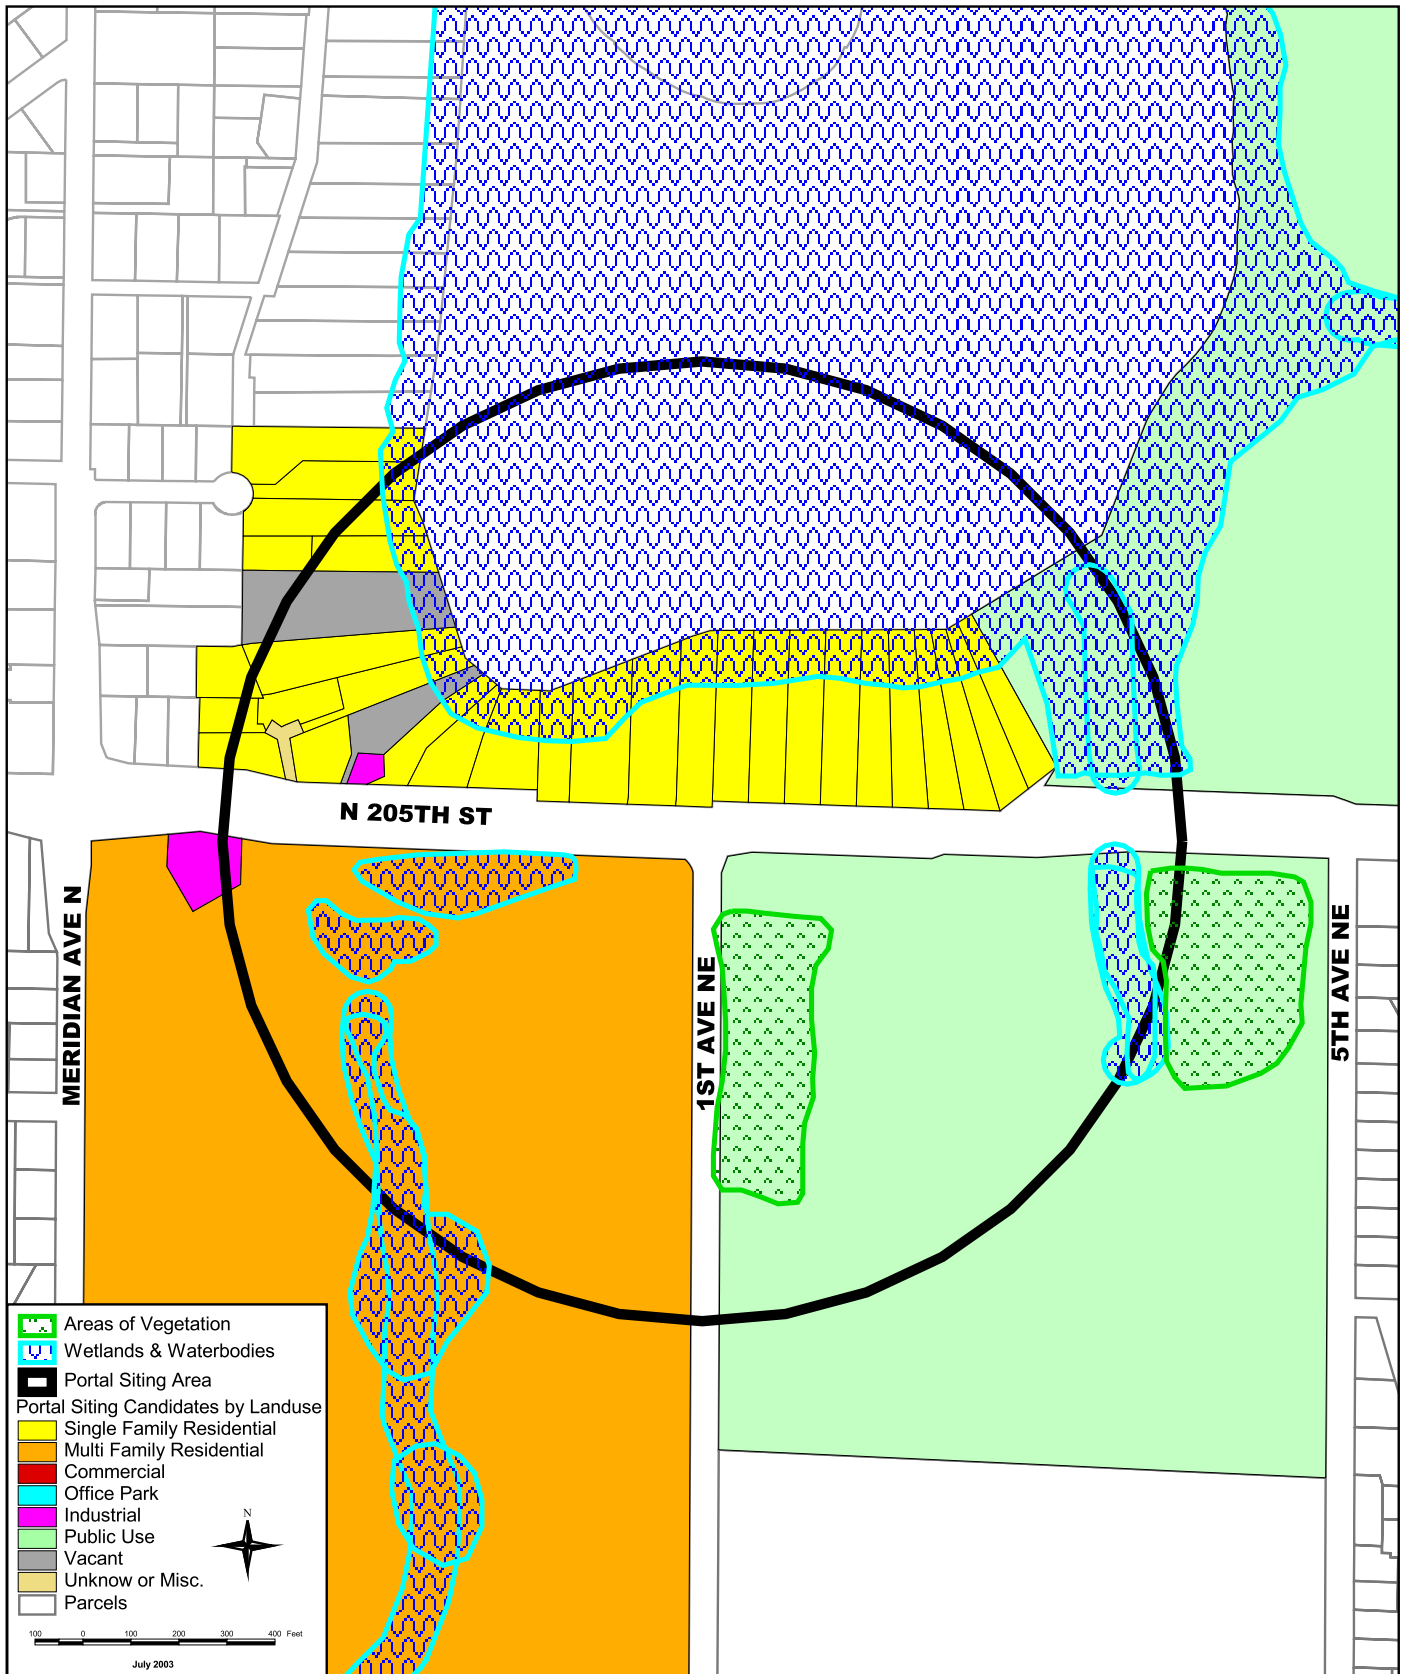 N 205TH ST
MERIDIAN AVE N
1ST AVE NE
5TH AVE NE
Areas of Vegetation
Wetlands & Waterbodies
Portal Siting Area
Portal Siting Candidates by Landuse
Single Family Residential
Multi Family Residential
Commercial
Office Park
Industrial
Public Use
Vacant
Unknow or Misc.
Parcels
N
100 0 100 200 300 400 Feet
July 2003